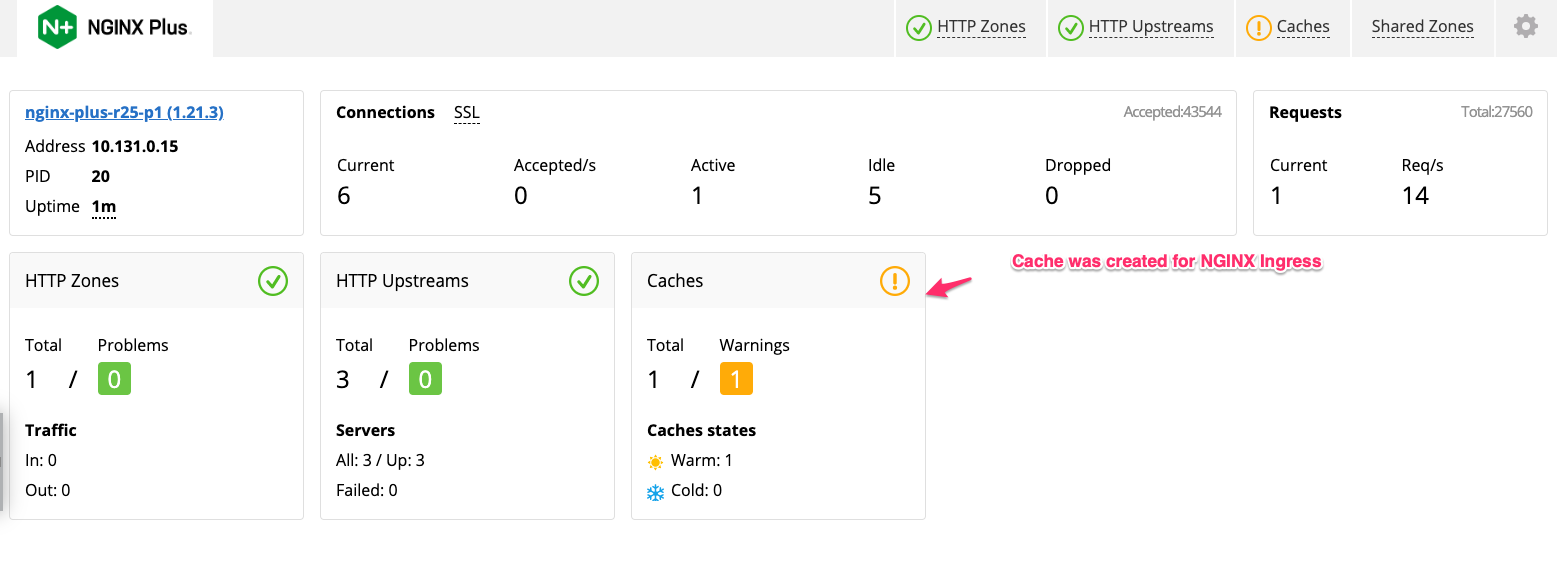 N+ NGINX Plus.
HTTP Zones HTTP Upstreams Caches Shared Zones
nginx-plus-r25-p1 (1.21.3)
Address 10.131.0.15
PID 20
Uptime 1m
Connections SSL Accepted:43544
Current Accepted/s Active Idle Dropped
6 0 1 5 0
Requests Total:27560
Current Req/s
1 14
Cache was created for NGINX Ingress
HTTP Zones
Total Problems
1 / 0
Traffic
In: 0
Out: 0
HTTP Upstreams
Total Problems
3 / 0
Servers
All: 3 / Up: 3
Failed: 0
Caches
Total Warnings
1 / 1
Caches states
Warm: 1
Cold: 0